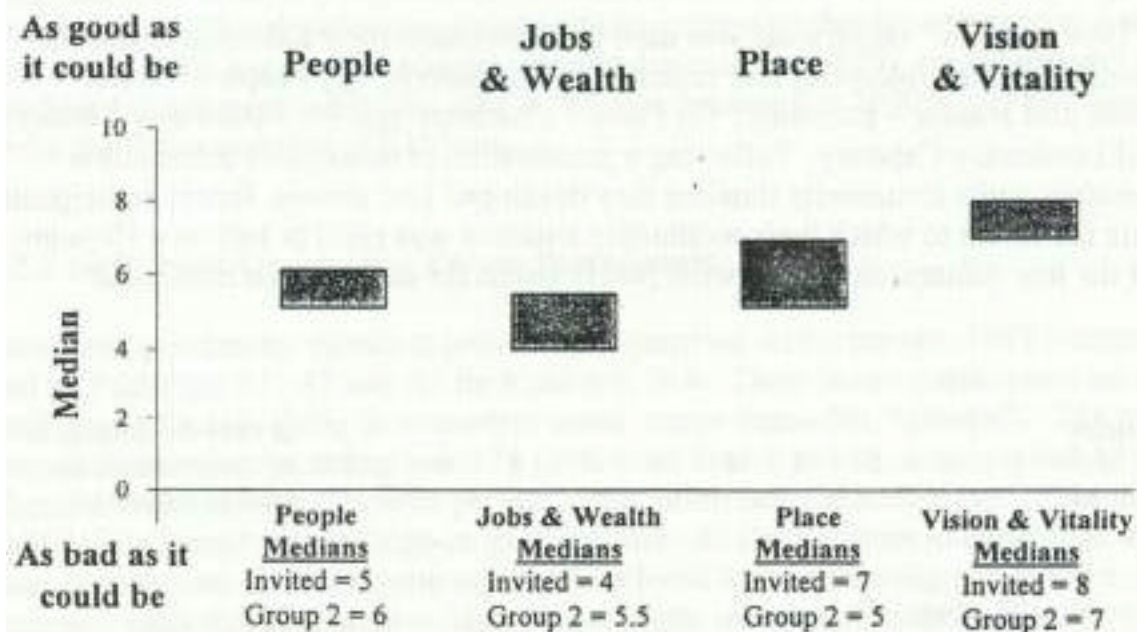 As good as
it could be
People
Jobs
& Wealth
Place
Vision
& Vitality
10
8
6
4
2
0
Median
As bad as it
could be
People
Medians
Invited = 5
Group 2 = 6
Jobs & Wealth
Medians
Invited = 4
Group 2 = 5.5
Place
Medians
Invited = 7
Group 2 = 5
Vision & Vitality
Medians
Invited = 8
Group 2 = 7